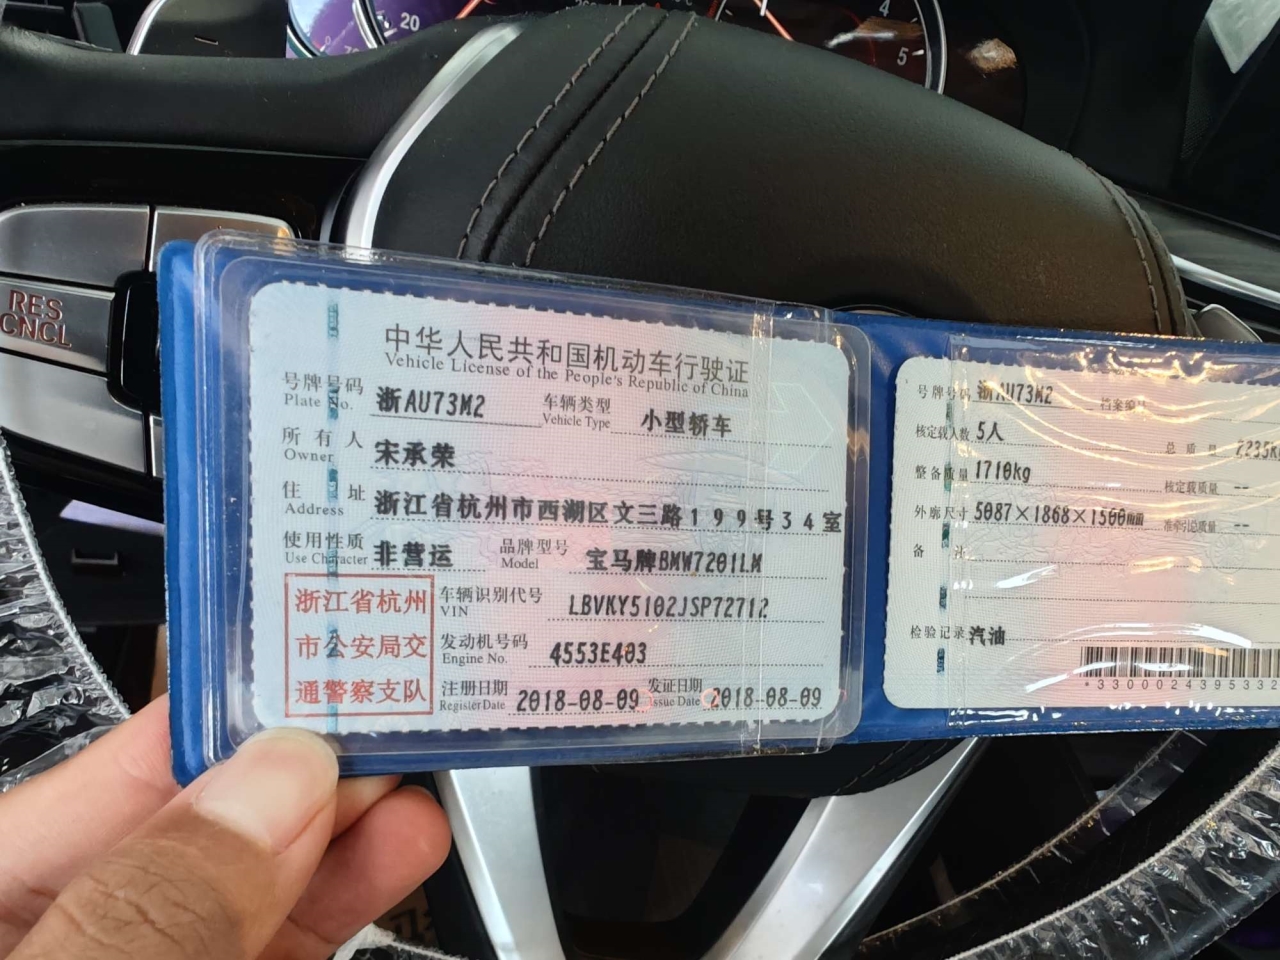 20
4
5
RES
CNCL
中华人民共和国机动车行驶证
Vehicle License of the People's Republic of China
号牌号码 浙AU73M2 车辆类型 小型轿车
Plate No. Vehicle Type
所有人 宋承荣
Owner
住址 浙江省杭州市西湖区文三路199号34室
Address
使用性质 非营运 品牌型号 宝马牌BMW7201LM
Use Character Model
浙江省杭州
市公安局交
通警察支队
车辆识别代号 LBVKY5102JSP72712
VIN
发动机号码 4553E403
Engine No.
注册日期 2018-08-09 发证日期 2018-08-09
Register Date Issue Date
号牌号码 浙AU73M2 档案编号
核定载人数 5人 总质量 2235K
整备质量 1710kg 核定载质量 --
外廓尺寸 5087×1868×1500mm 准牵引总质量 --
备注
检验记录 汽油
*3300024395332